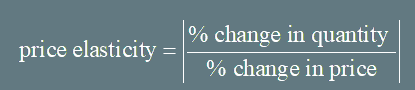 price elasticity = | % change in quantity / % change in price |